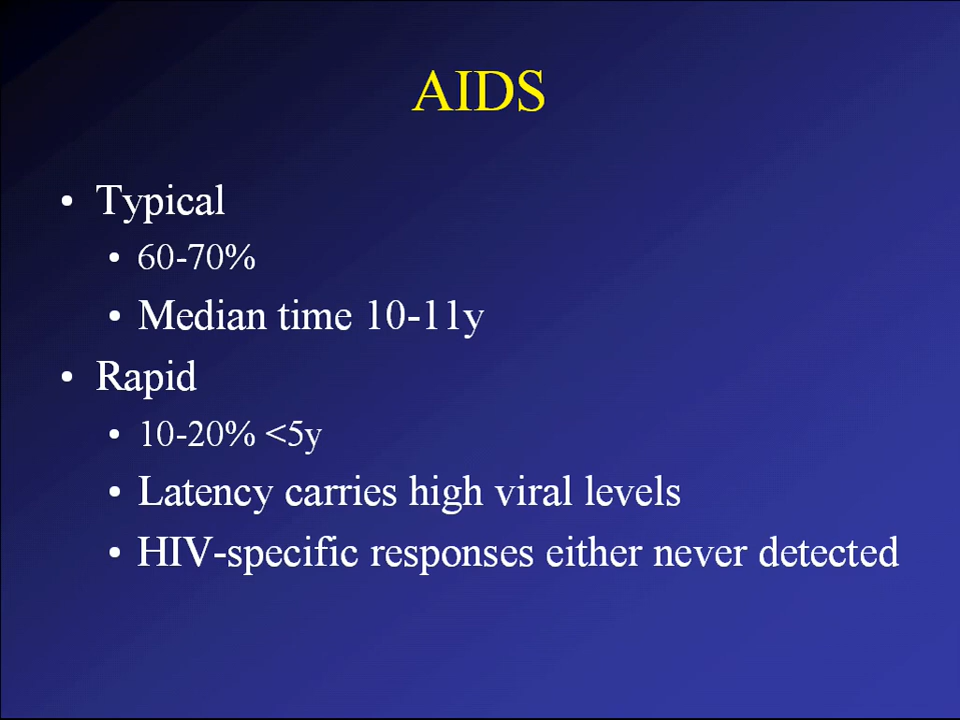 AIDS
• Typical
• 60-70%
• Median time 10-11y
• Rapid
• 10-20% <5y
• Latency carries high viral levels
• HIV-specific responses either never detected